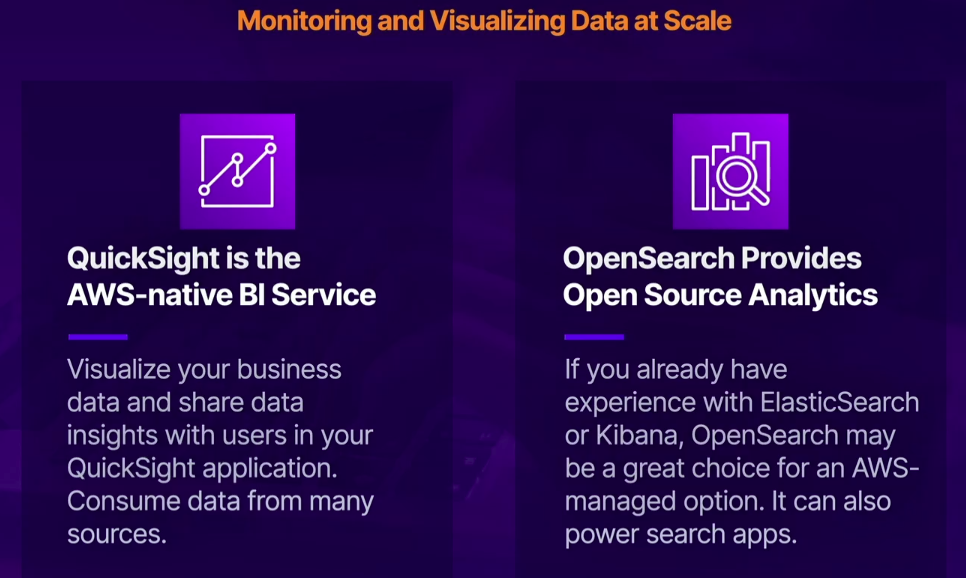 Monitoring and Visualizing Data at Scale
QuickSight is the
AWS-native BI Service
Visualize your business
data and share data
insights with users in your
QuickSight application.
Consume data from many
sources.
OpenSearch Provides
Open Source Analytics
If you already have
experience with ElasticSearch
or Kibana, OpenSearch may
be a great choice for an AWS-
managed option. It can also
power search apps.